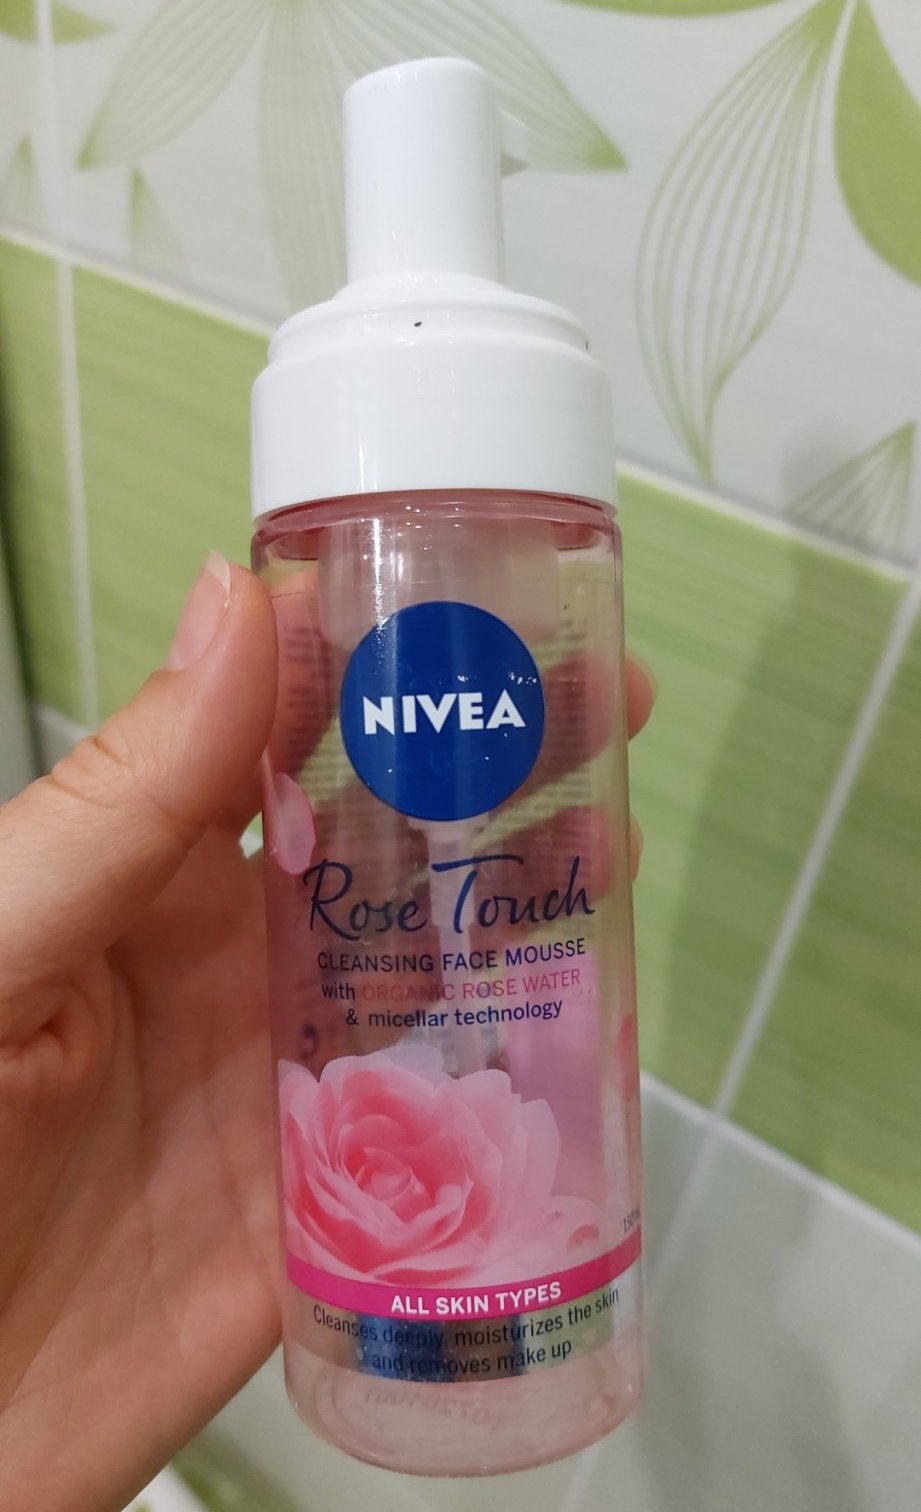 NIVEA
Rose Touch
CLEANSING FACE MOUSSE
with ORGANIC ROSE WATER
& micellar technology
ALL SKIN TYPES
Cleanses deeply, moisturizes the skin
and removes make up